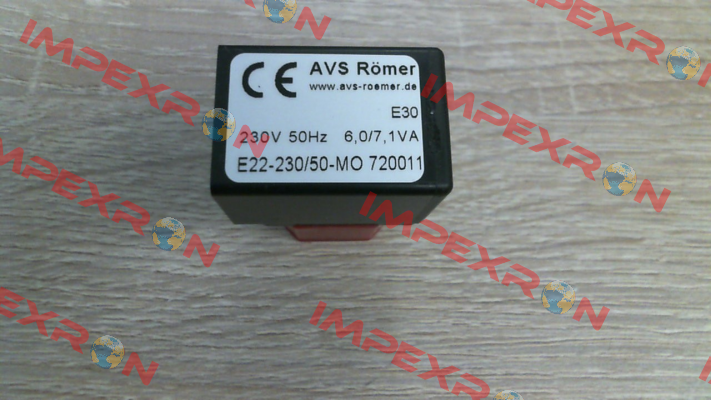 CE AVS Römer
www.avs-roemer.de
E30
230V 50Hz 6,0/7,1VA
E22-230/50-MO 720011
IMPEXRON
IMPEXRON
IMPEXRON
IMPEXRON
IMPEXRON
IMPEXRON
IMPEXRON